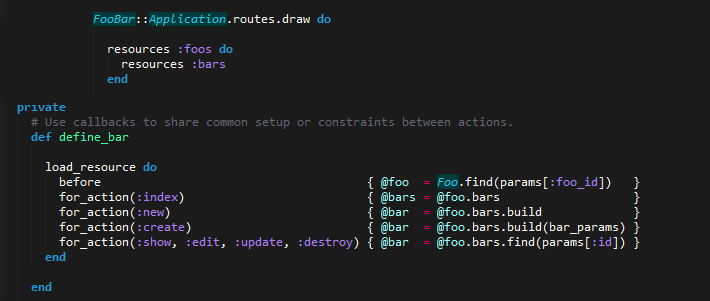 FooBar::Application.routes.draw do
resources :foos do
resources :bars
end
private
# Use callbacks to share common setup or constraints between actions.
def define_bar
load_resource do
before { @foo = Foo.find(params[:foo_id]) }
for_action(:index) { @bars = @foo.bars }
for_action(:new) { @bar = @foo.bars.build }
for_action(:create) { @bar = @foo.bars.build(bar_params) }
for_action(:show, :edit, :update, :destroy) { @bar = @foo.bars.find(params[:id]) }
end
end